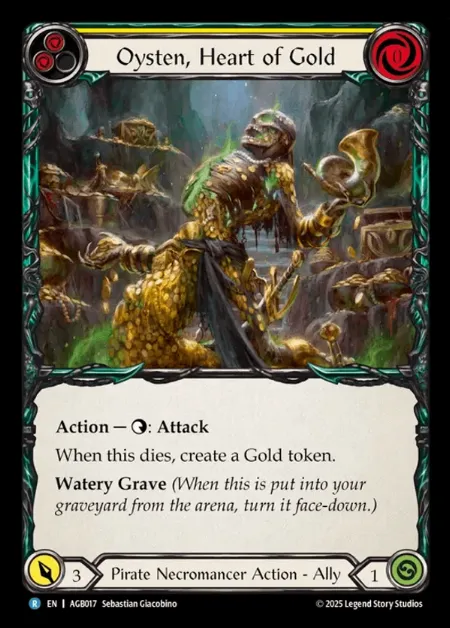 Oysten, Heart of Gold
0
Action — : Attack
When this dies, create a Gold token.
Watery Grave (When this is put into your
graveyard from the arena, turn it face-down.)
3
Pirate Necromancer Action - Ally
1
R EN | AGB017 Sebastian Giacobino
© 2025 Legend Story Studios